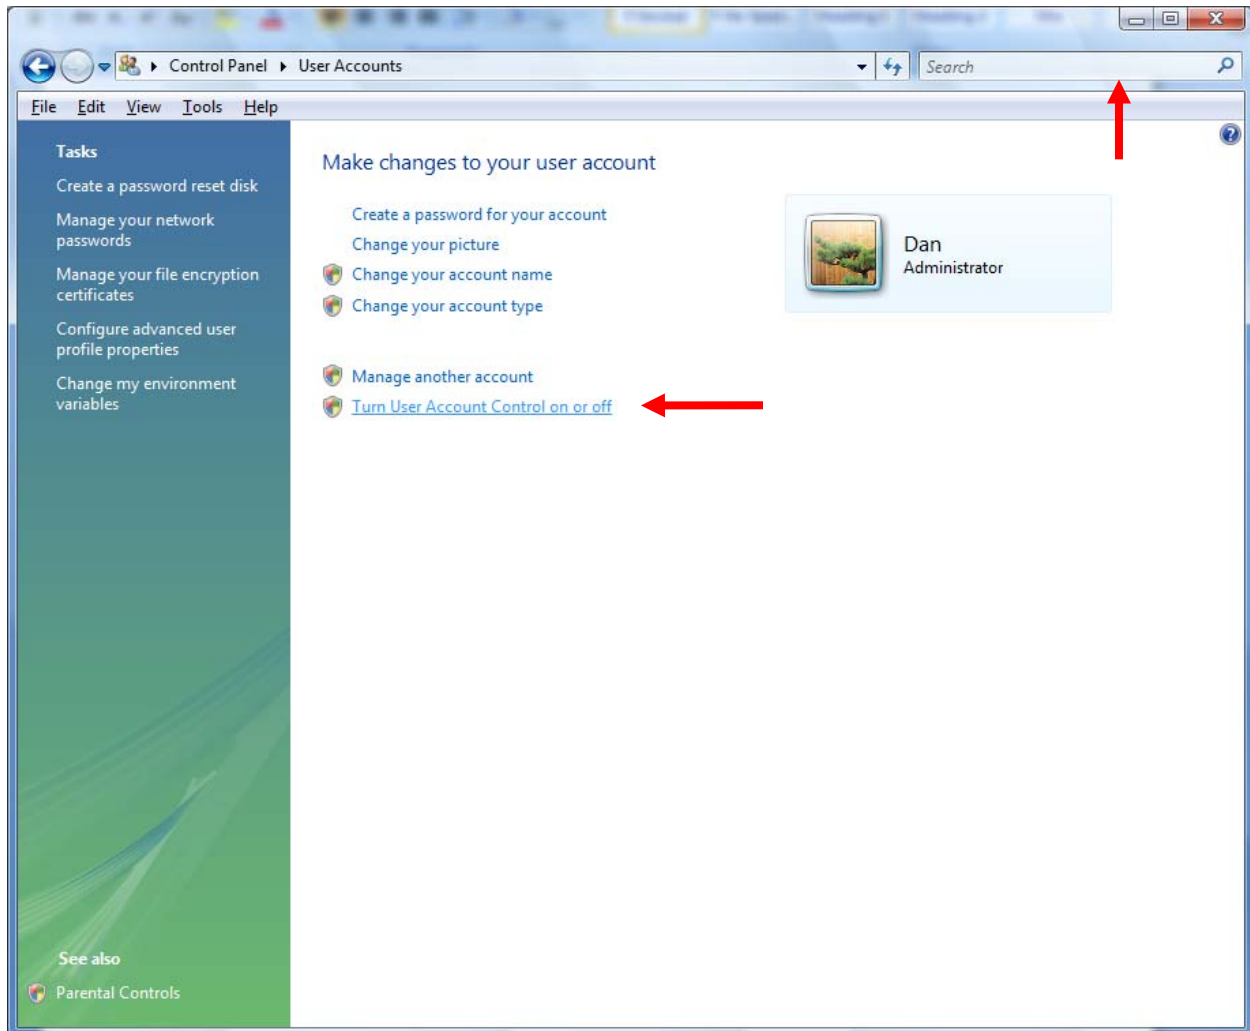 Control Panel User Accounts
Search
File Edit View Tools Help
Tasks
Create a password reset disk
Manage your network
passwords
Manage your file encryption
certificates
Configure advanced user
profile properties
Change my environment
variables
See also
Parental Controls
Make changes to your user account
Create a password for your account
Change your picture
Change your account name
Change your account type
Manage another account
Turn User Account Control on or off
Dan
Administrator